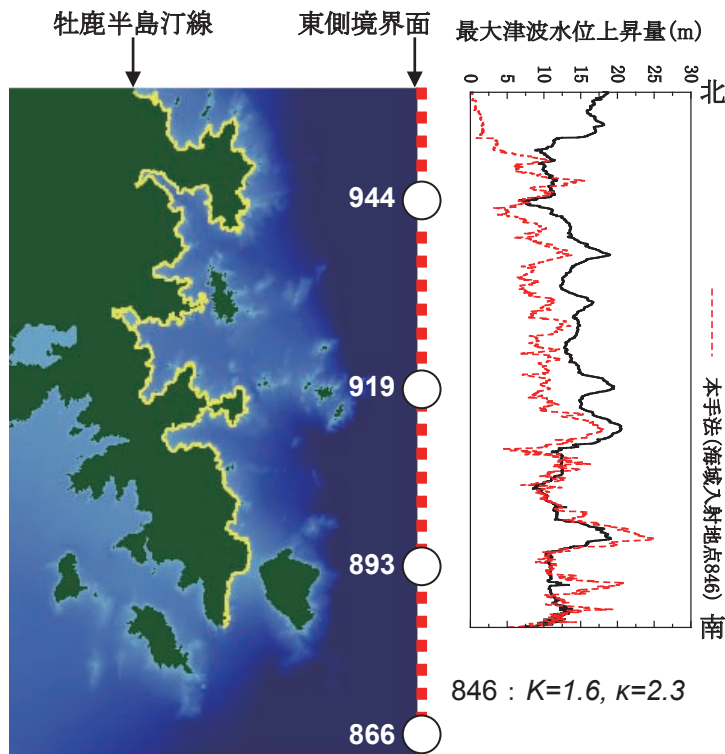 牡鹿半島汀線
東側境界面
最大津波水位上昇量(m)
0 5 10 15 20 25 30
北
944
919
893
866
本手法(海域入射地点846)
南
846 : K=1.6, κ=2.3